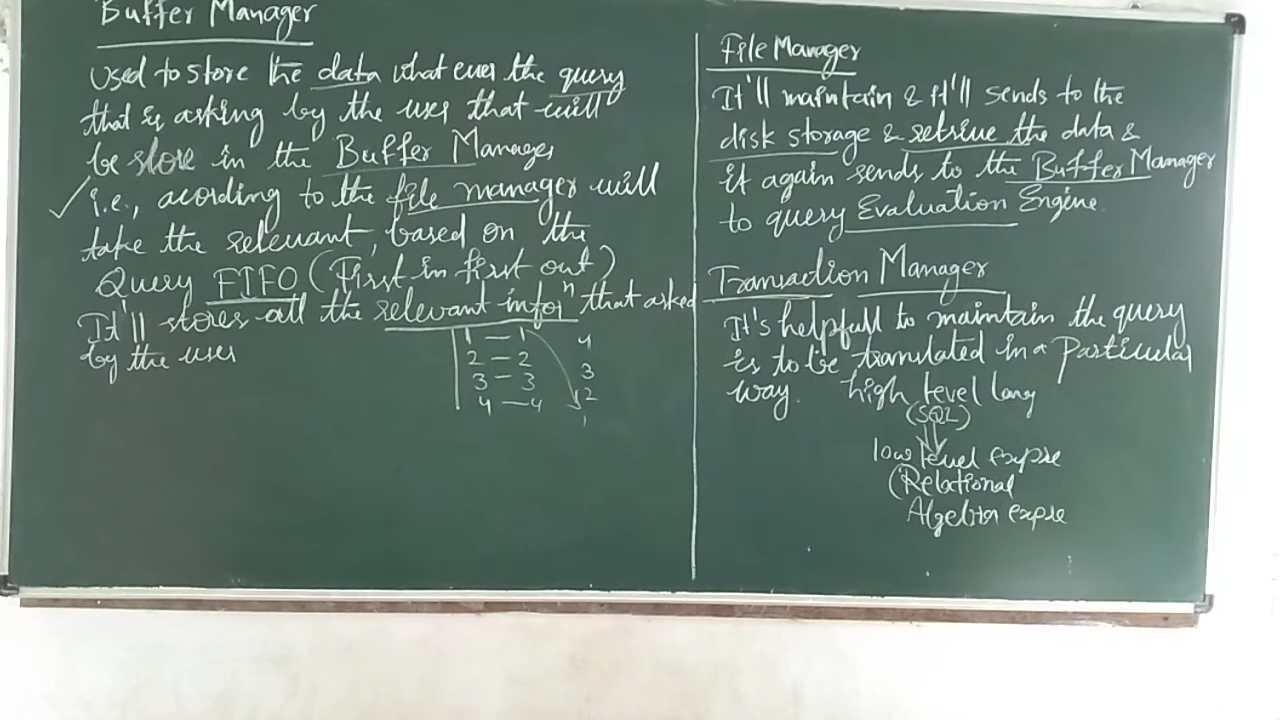 Buffer Manager
Used to store the data what ever the query
that is asking by the user that will
be store in the Buffer Manager
i.e., acording to the file manager will
take the relevant, based on the
Query FIFO (First in first out)
It'll stores all the relevant inforⁿ that asked
by the user
1 — 1 4
2 — 2 3
3 — 3 2
4 — 4 1
File Manager
It'll maintain & it'll sends to the
disk storage & retrive the data &
it again sends to the Buffer Manager
to query Evaluation Engine.
Transaction Manager
It's helpfull to maintain the query
is to be translated in a Particular
way. high level lang
(SQL)
low level expre
(Relational
Algebra expre